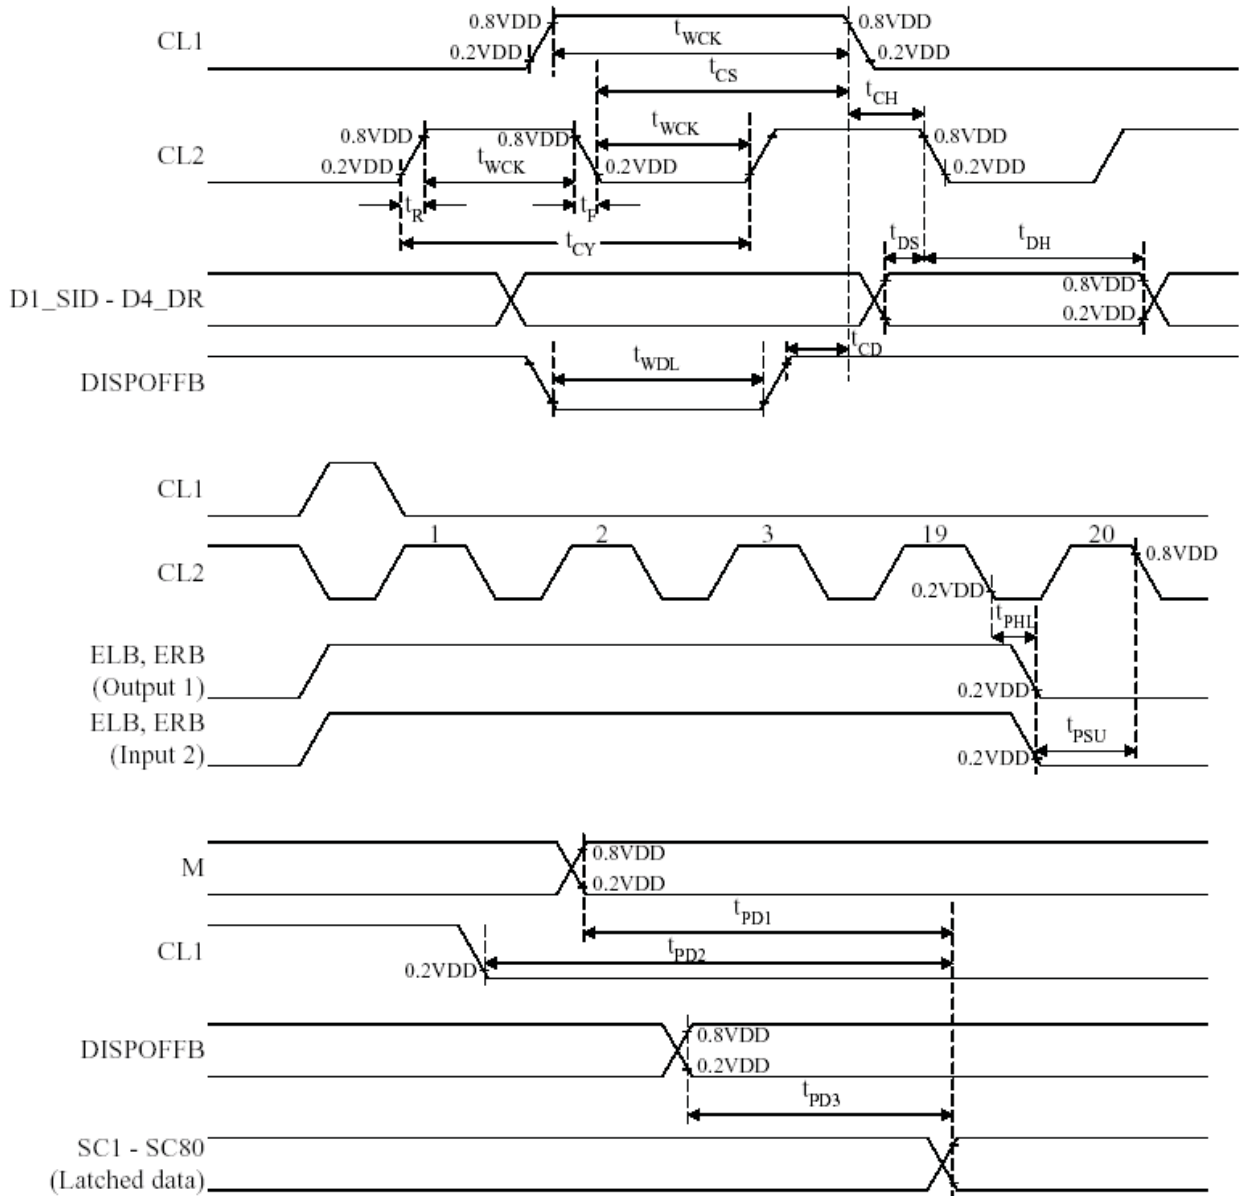 CL1
0.8VDD
0.2VDD
tWCK
0.8VDD
0.2VDD
tCS
tCH
CL2
0.8VDD
0.2VDD
tWCK
0.8VDD
0.2VDD
tWCK
0.8VDD
0.2VDD
tR
tF
tCY
tDS
tDH
D1_SID - D4_DR
0.8VDD
0.2VDD
DISPOFFB
tWDL
tCD
CL1
CL2
1
2
3
19
20
0.2VDD
0.8VDD
tPHL
ELB, ERB
(Output 1)
0.2VDD
ELB, ERB
(Input 2)
0.2VDD
tPSU
M
0.8VDD
0.2VDD
tPD1
CL1
0.2VDD
tPD2
DISPOFFB
0.8VDD
0.2VDD
tPD3
SC1 - SC80
(Latched data)